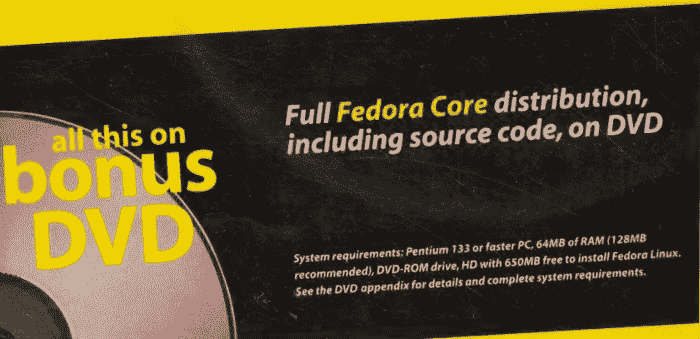 all this on
bonus
DVD
Full Fedora Core distribution,
including source code, on DVD
System requirements: Pentium 133 or faster PC, 64MB of RAM (128MB
recommended), DVD-ROM drive, HD with 650MB free to install Fedora Linux.
See the DVD appendix for details and complete system requirements.